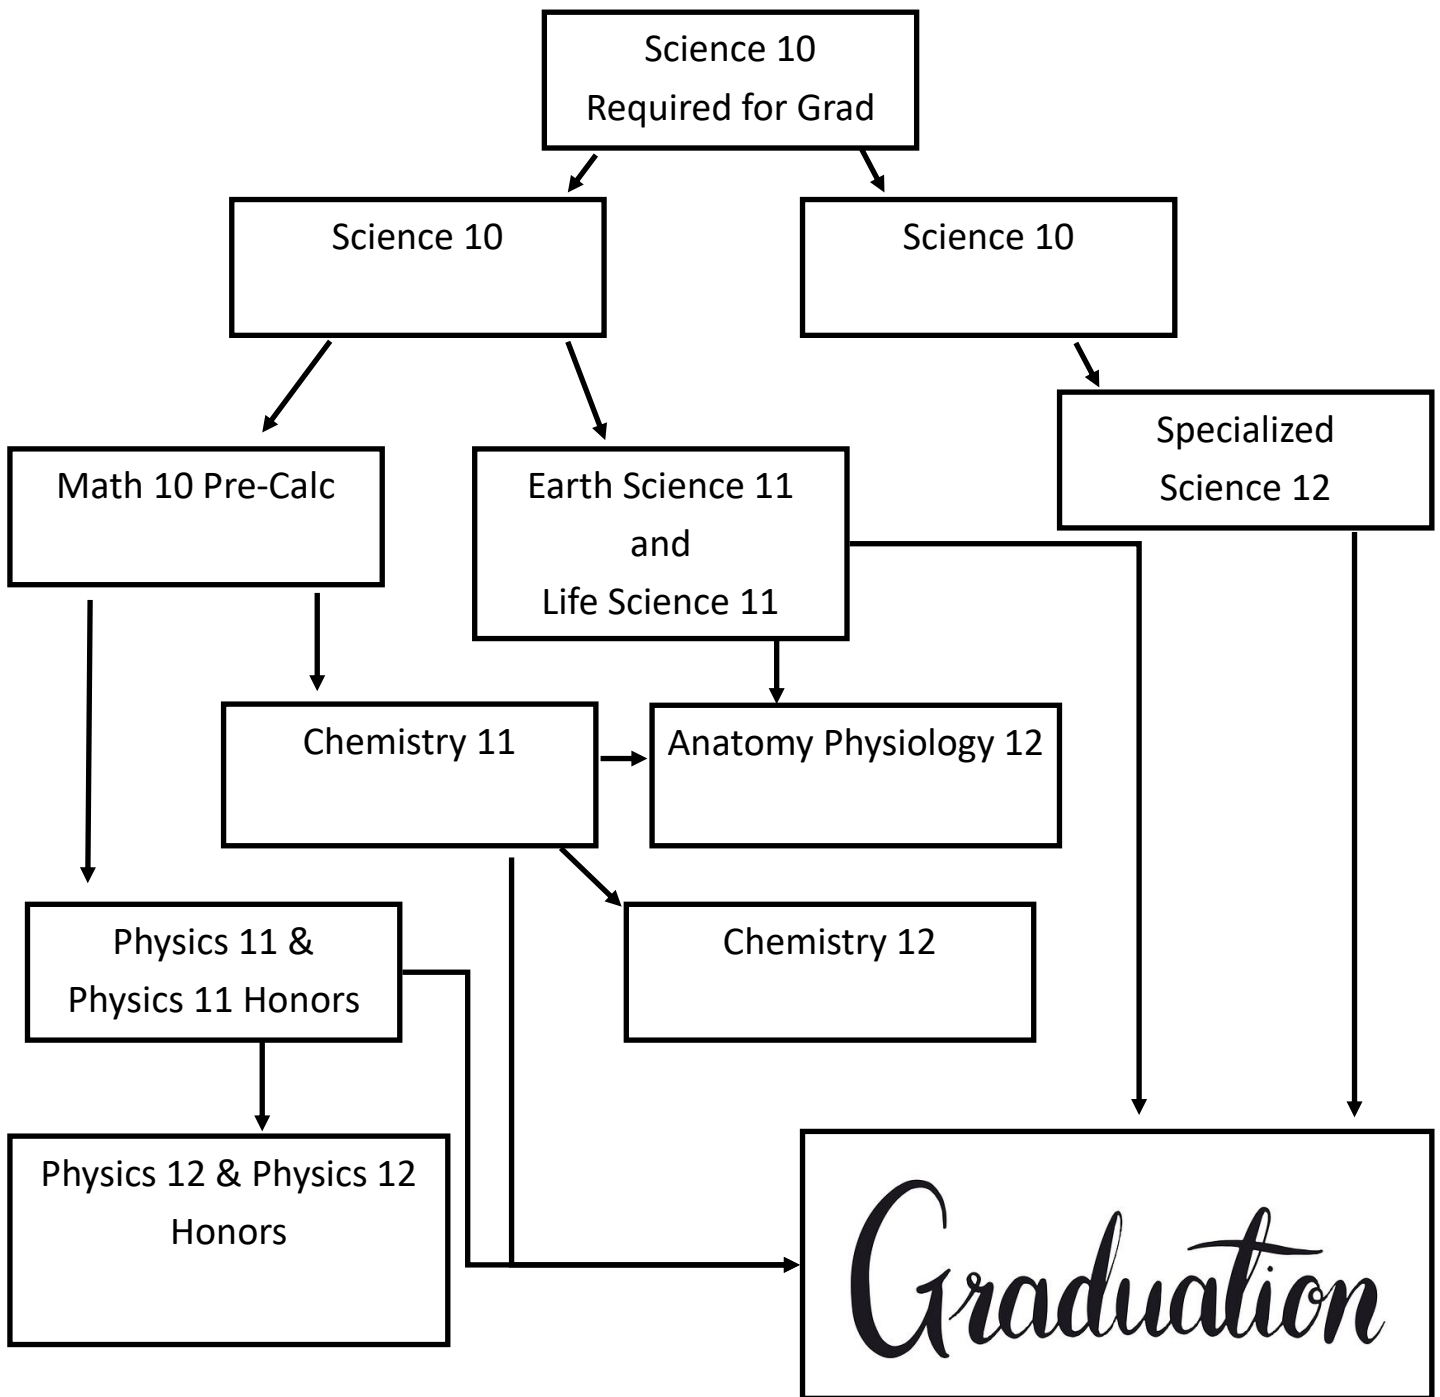 Science 10
Required for Grad
Science 10
Science 10
Specialized
Science 12
Math 10 Pre-Calc
Earth Science 11
and
Life Science 11
Chemistry 11
Anatomy Physiology 12
Physics 11 &
Physics 11 Honors
Chemistry 12
Physics 12 & Physics 12
Honors
Graduation